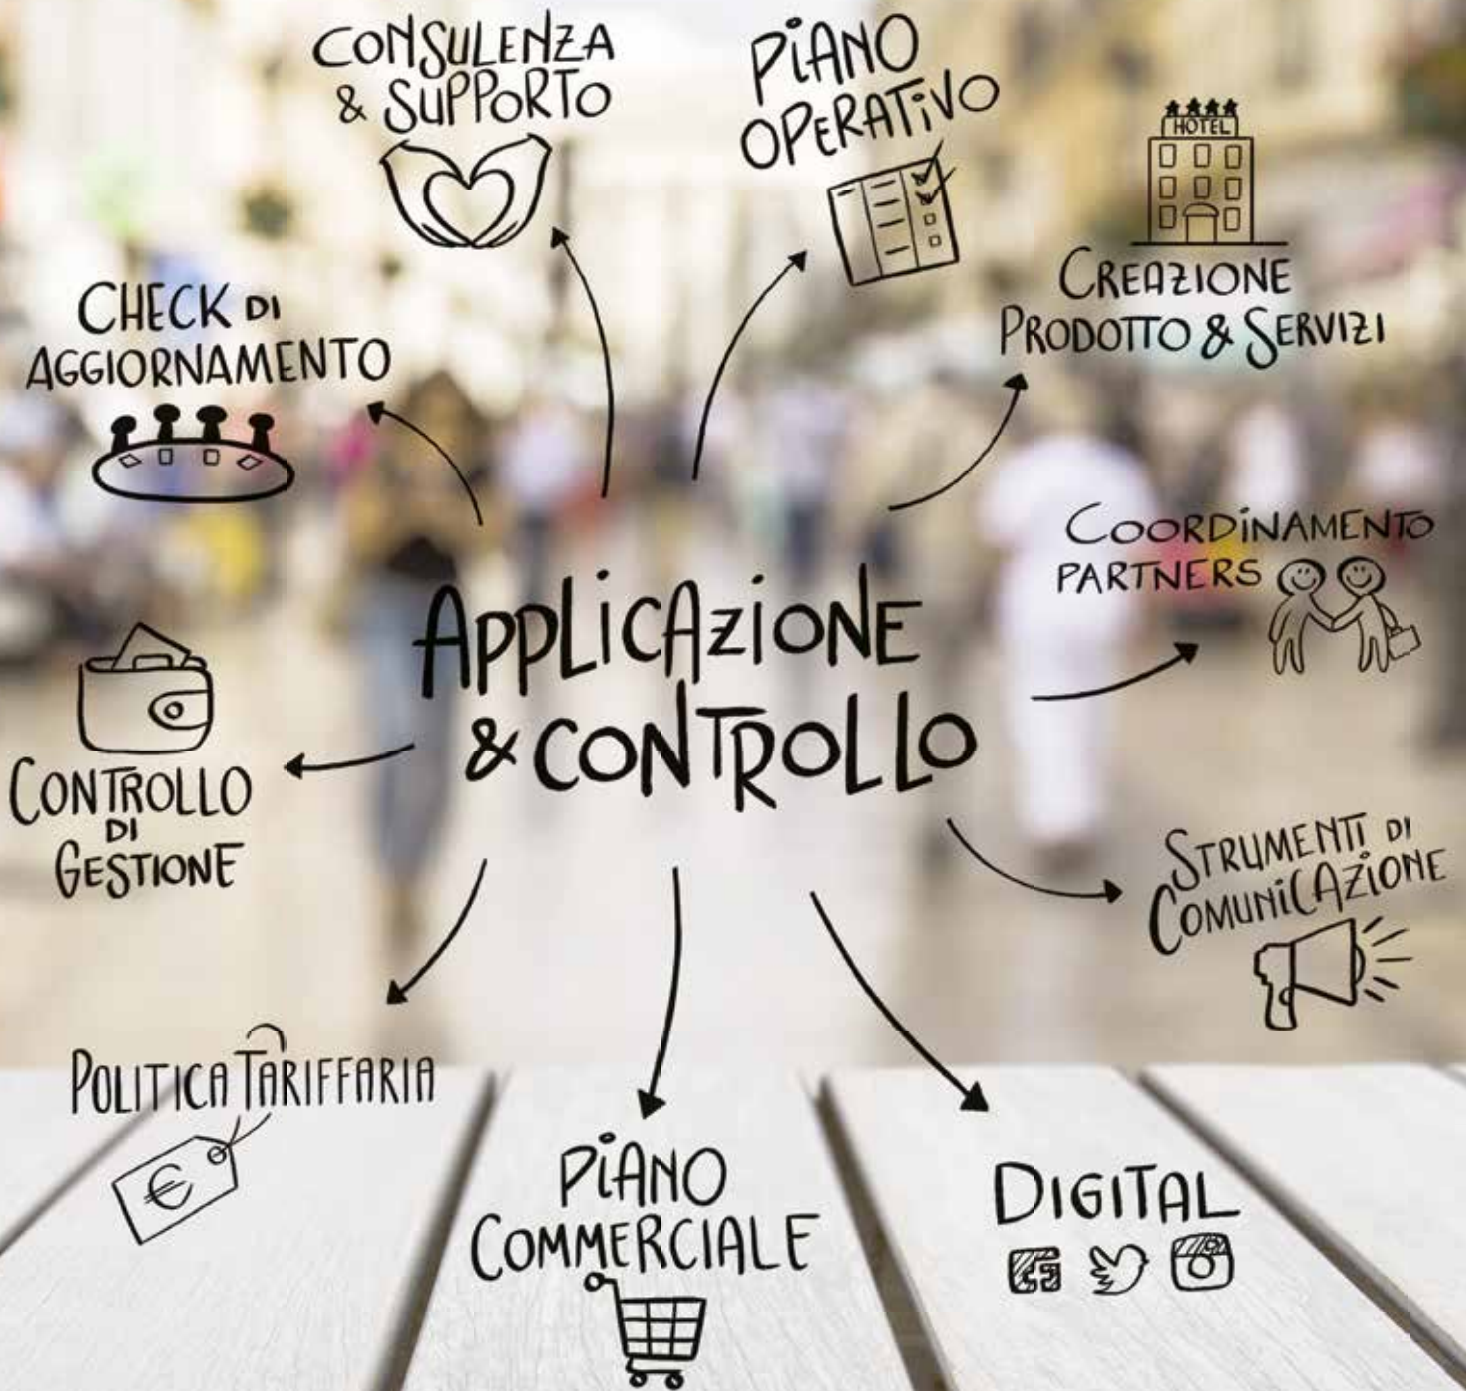 CONSULENZA
& SUPPORTO
PIANO
OPERATIVO
HOTEL
CREAZIONE
PRODOTTO & SERVIZI
CHECK DI
AGGIORNAMENTO
COORDINAMENTO
PARTNERS
APPLICAZIONE
& CONTROLLO
CONTROLLO
DI
GESTIONE
STRUMENTI DI
COMUNICAZIONE
POLITICA TARIFFARIA
€
PIANO
COMMERCIALE
DIGITAL